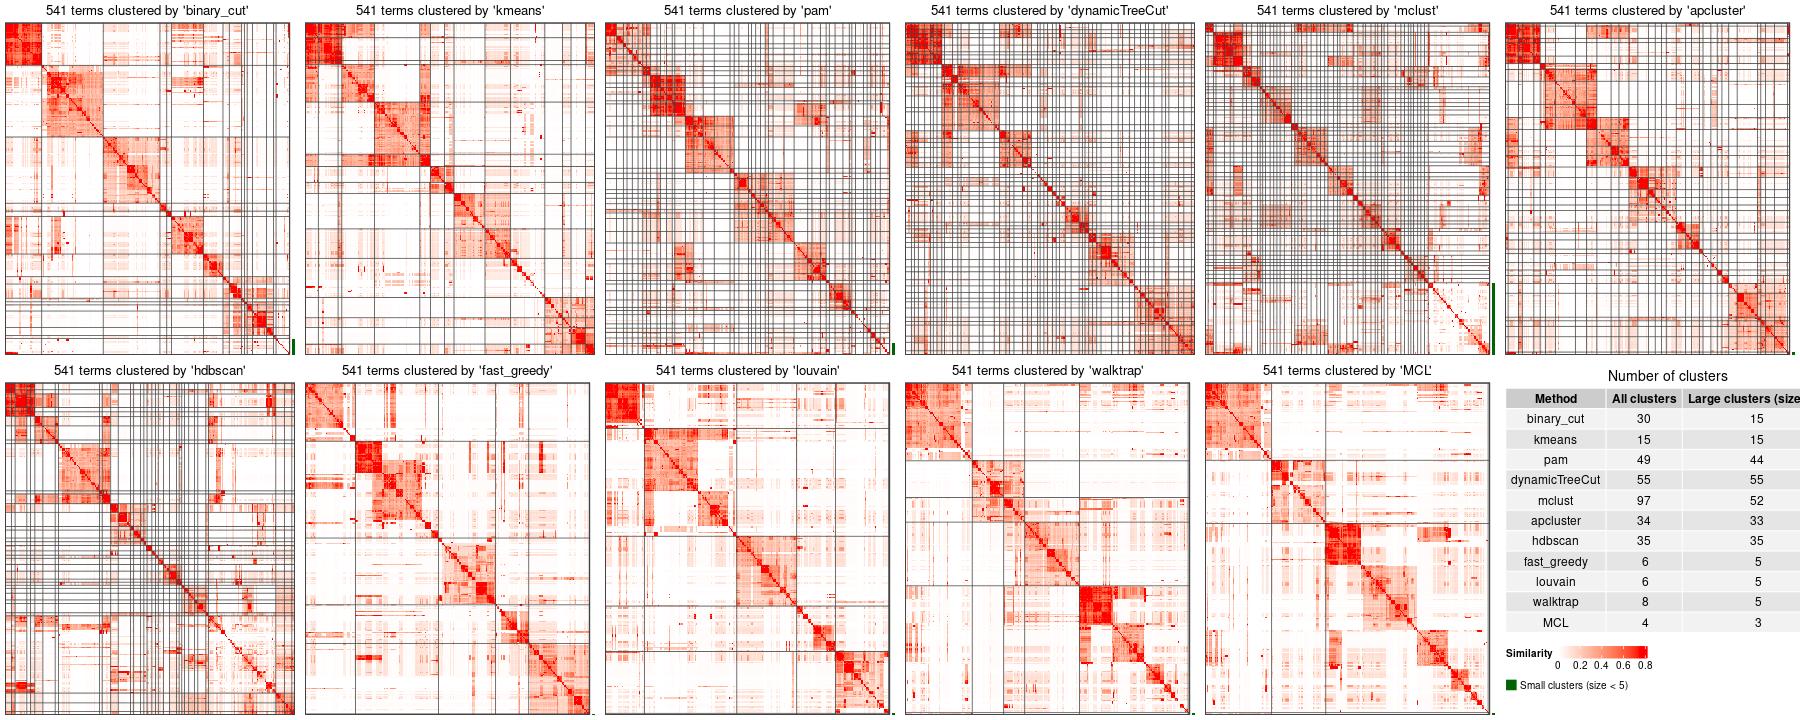 541 terms clustered by 'binary_cut'
541 terms clustered by 'kmeans'
541 terms clustered by 'pam'
541 terms clustered by 'dynamicTreeCut'
541 terms clustered by 'mclust'
541 terms clustered by 'apcluster'
541 terms clustered by 'hdbscan'
541 terms clustered by 'fast_greedy'
541 terms clustered by 'louvain'
541 terms clustered by 'walktrap'
541 terms clustered by 'MCL'
Number of clusters
Method All clusters Large clusters (size
binary_cut 30 15
kmeans 15 15
pam 49 44
dynamicTreeCut 55 55
mclust 97 52
apcluster 34 33
hdbscan 35 35
fast_greedy 6 5
louvain 6 5
walktrap 8 5
MCL 4 3
Similarity
0 0.2 0.4 0.6 0.8
Small clusters (size < 5)